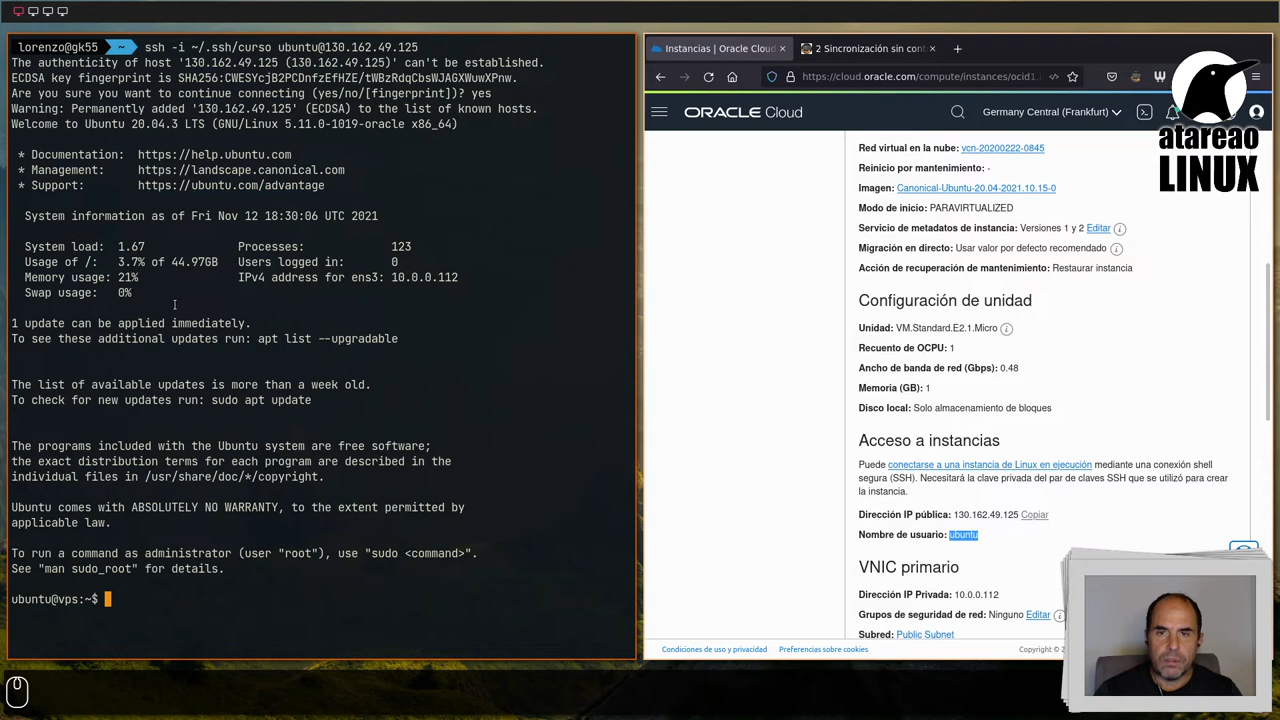 lorenzo@gk55 ~ ssh -i ~/.ssh/curso ubuntu@130.162.49.125
The authenticity of host '130.162.49.125 (130.162.49.125)' can't be established.
ECDSA key fingerprint is SHA256:CWESYcjB2PCDnfzEfHZE/tWBzRdqCbsWJAGXWuwXPnw.
Are you sure you want to continue connecting (yes/no/[fingerprint])? yes
Warning: Permanently added '130.162.49.125' (ECDSA) to the list of known hosts.
Welcome to Ubuntu 20.04.3 LTS (GNU/Linux 5.11.0-1019-oracle x86_64)
* Documentation: https://help.ubuntu.com
* Management: https://landscape.canonical.com
* Support: https://ubuntu.com/advantage
System information as of Fri Nov 12 18:30:06 UTC 2021
System load: 1.67 Processes: 123
Usage of /: 3.7% of 44.97GB Users logged in: 0
Memory usage: 21% IPv4 address for ens3: 10.0.0.112
Swap usage: 0%
1 update can be applied immediately.
To see these additional updates run: apt list --upgradable
The list of available updates is more than a week old.
To check for new updates run: sudo apt update
The programs included with the Ubuntu system are free software;
the exact distribution terms for each program are described in the
individual files in /usr/share/doc/*/copyright.
Ubuntu comes with ABSOLUTELY NO WARRANTY, to the extent permitted by
applicable law.
To run a command as administrator (user "root"), use "sudo <command>".
See "man sudo_root" for details.
ubuntu@vps:~$
Instancias | Oracle Cloud
2 Sincronización sin cont
https://cloud.oracle.com/compute/instances/ocid1.
ORACLE Cloud
Germany Central (Frankfurt)
atareao
LINUX
Red virtual en la nube: vcn-20200222-0845
Reinicio por mantenimiento: -
Imagen: Canonical-Ubuntu-20.04-2021.10.15-0
Modo de inicio: PARAVIRTUALIZED
Servicio de metadatos de instancia: Versiones 1 y 2 Editar
Migración en directo: Usar valor por defecto recomendado
Acción de recuperación de mantenimiento: Restaurar instancia
Configuración de unidad
Unidad: VM.Standard.E2.1.Micro
Recuento de OCPU: 1
Ancho de banda de red (Gbps): 0.48
Memoria (GB): 1
Disco local: Solo almacenamiento de bloques
Acceso a instancias
Puede conectarse a una instancia de Linux en ejecución mediante una conexión shell
segura (SSH). Necesitará la clave privada del par de claves SSH que se utilizó para crear
la instancia.
Dirección IP pública: 130.162.49.125 Copiar
Nombre de usuario: ubuntu
VNIC primario
Dirección IP Privada: 10.0.0.112
Grupos de seguridad de red: Ninguno Editar
Subred: Public Subnet
Condiciones de uso y privacidad Preferencias sobre cookies Copyright © 2